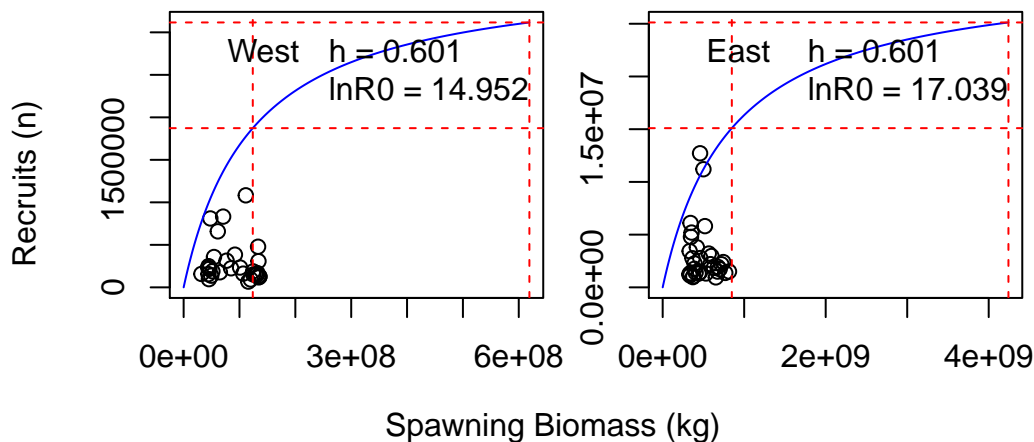 West h = 0.601
lnR0 = 14.952
East h = 0.601
lnR0 = 17.039
Recruits (n)
0 1500000
0.0e+00 1.5e+07
0e+00 3e+08 6e+08
0e+00 2e+09 4e+09
Spawning Biomass (kg)